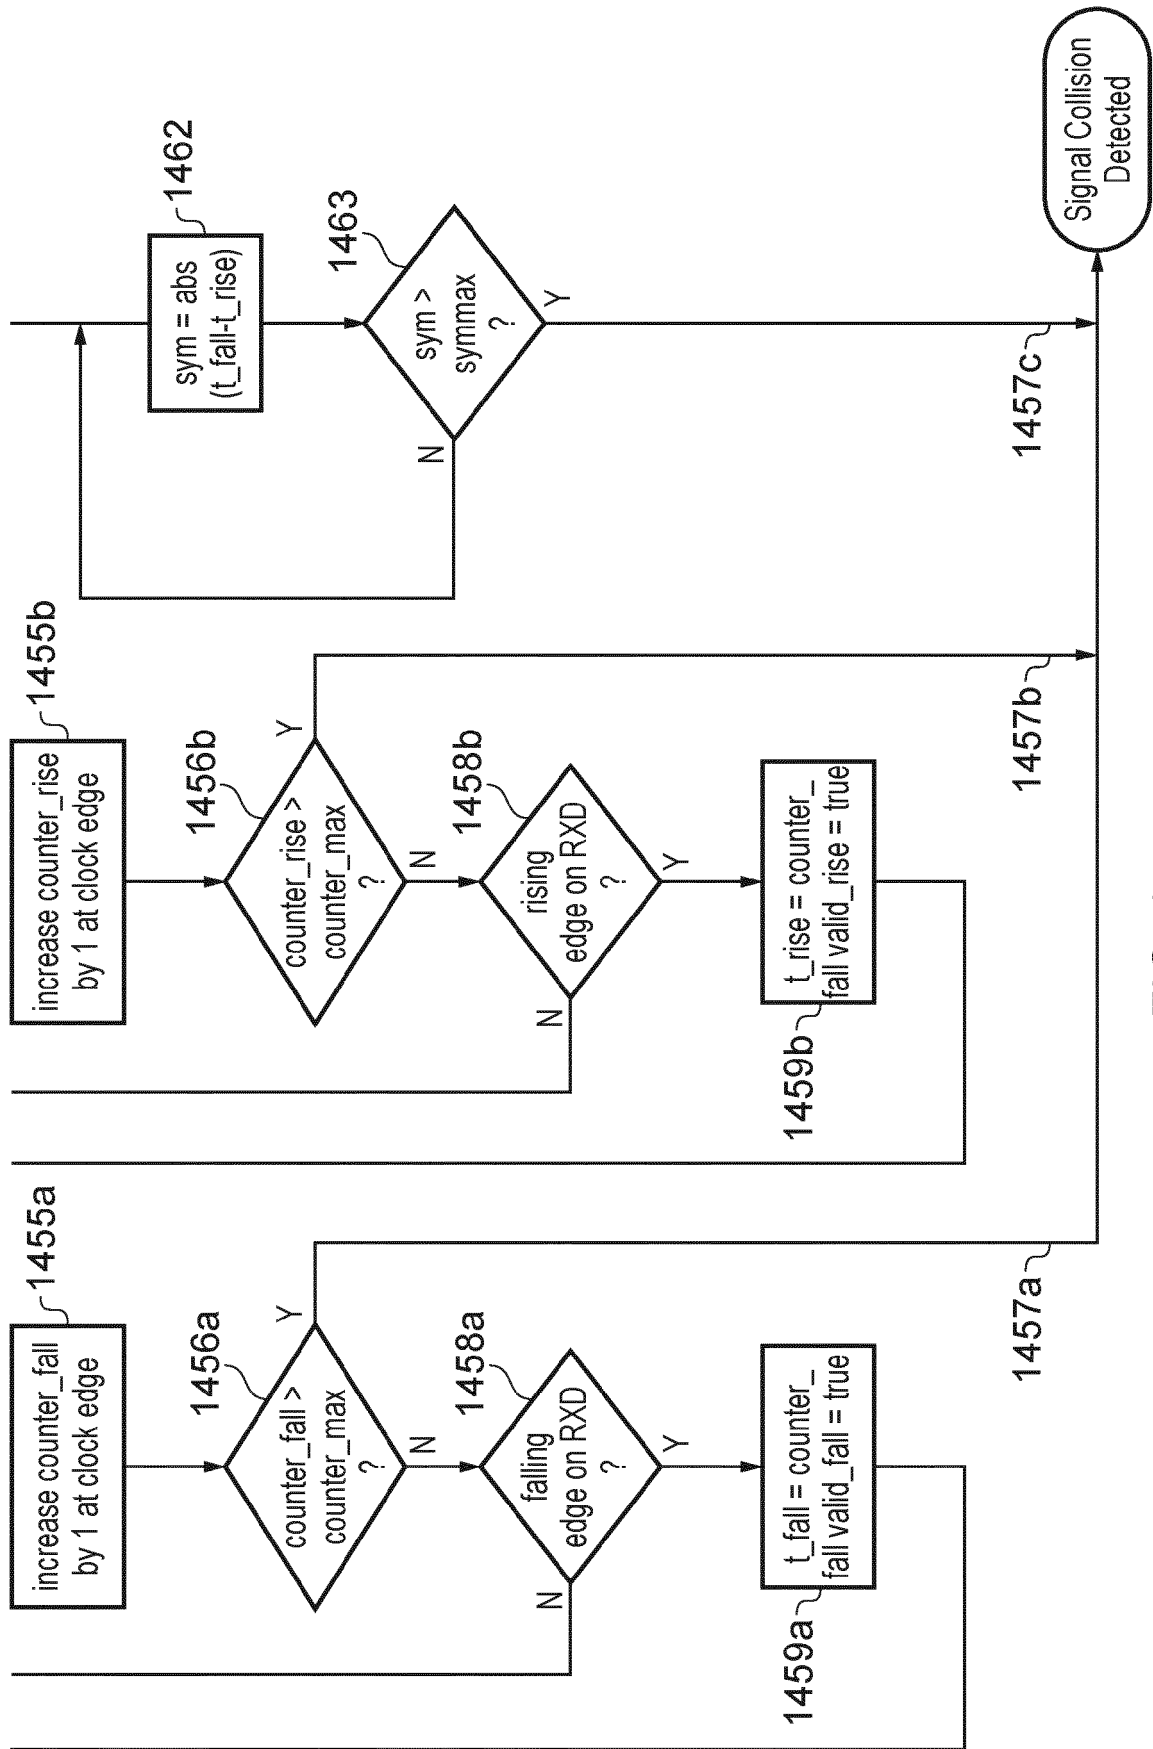 increase counter_fall
by 1 at clock edge
1455a
counter_fall >
counter_max
?
1456a
Y
N
falling
edge on RXD
?
1458a
N
Y
t_fall = counter_
fall valid_fall = true
1459a
1457a
increase counter_rise
by 1 at clock edge
1455b
counter_rise >
counter_max
?
1456b
Y
N
rising
edge on RXD
?
1458b
N
Y
t_rise = counter_
fall valid_rise = true
1459b
1457b
sym = abs
(t_fall-t_rise)
1462
sym >
symmax
?
1463
N
Y
1457c
Signal Collision
Detected